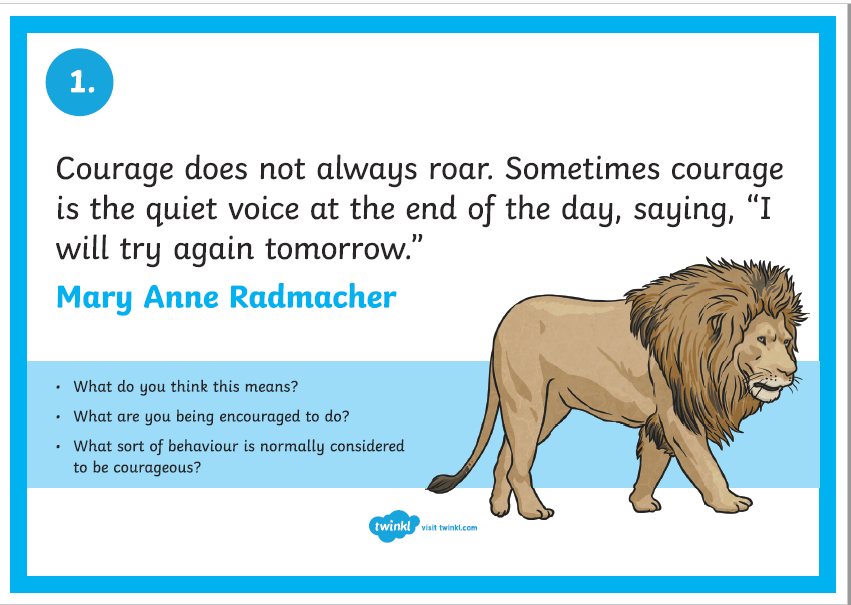 1.
Courage does not always roar. Sometimes courage
is the quiet voice at the end of the day, saying, “I
will try again tomorrow.”
Mary Anne Radmacher
• What do you think this means?
• What are you being encouraged to do?
• What sort of behaviour is normally considered
to be courageous?
twinkl visit twinkl.com